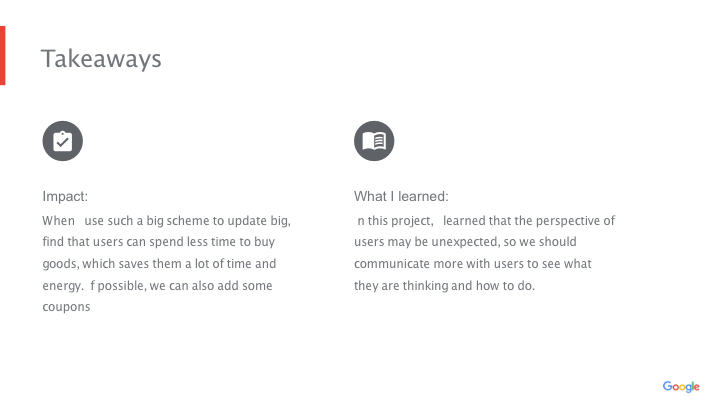 Takeaways
Impact:
When use such a big scheme to update big,
find that users can spend less time to buy
goods, which saves them a lot of time and
energy. f possible, we can also add some
coupons
What I learned:
n this project, learned that the perspective of
users may be unexpected, so we should
communicate more with users to see what
they are thinking and how to do.
Google